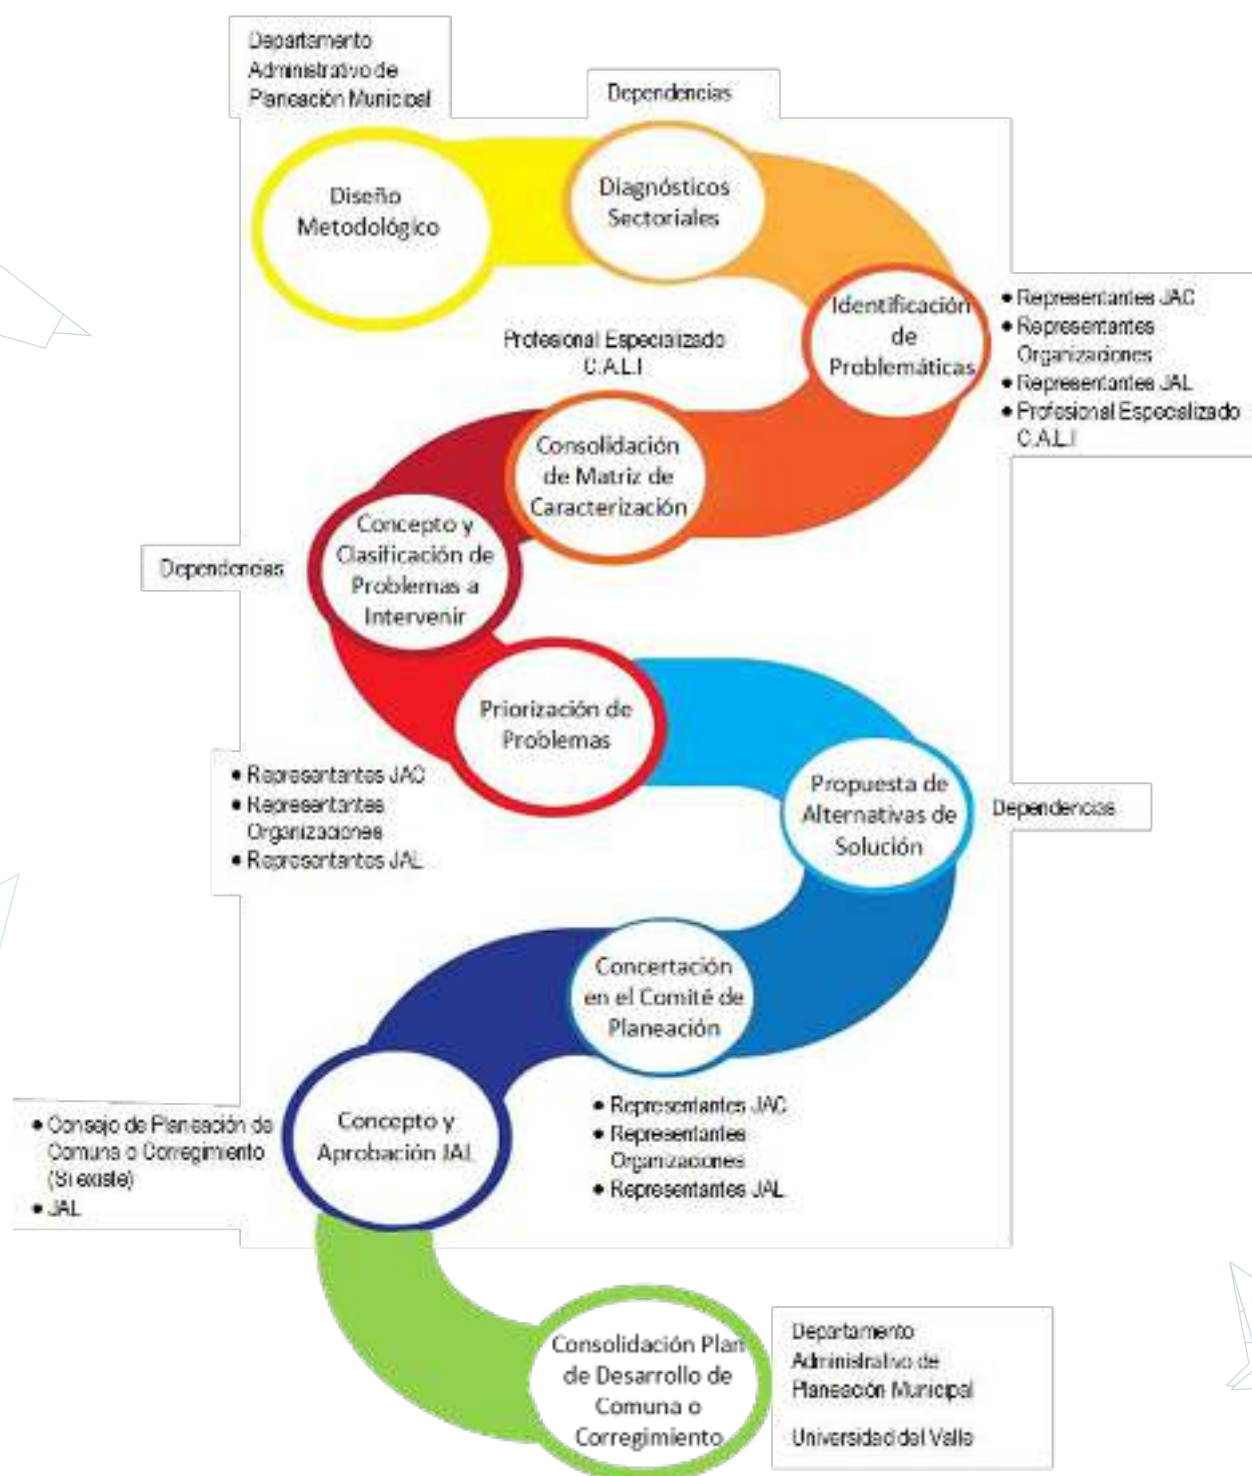 Departamento
Administrativo de
Planeación Municipal
Dependencias
Diseño
Metodológico
Diagnósticos
Sectoriales
Identificación
de
Problemáticas
• Representantes JAC
• Representantes
Organizaciones
• Representantes JAL
• Profesional Especializado
C.A.L.I
Profesional Especializado
C.A.L.I
Consolidación
de Matriz de
Caracterización
Concepto y
Clasificación de
Problemas a
Intervenir
Dependencias
Priorización de
Problemas
• Representantes JAC
• Representantes
Organizaciones
• Representantes JAL
Propuesta de
Alternativas de
Solución
Dependencias
Concertación
en el Comité de
Planeación
• Representantes JAC
• Representantes
Organizaciones
• Representantes JAL
Concepto y
Aprobación JAL
• Consejo de Planeación de
Comuna o Corregimiento
(Si existe)
• JAL
Consolidación Plan
de Desarrollo de
Comuna o
Corregimiento
Departamento
Administrativo de
Planeación Municipal
Universidad del Valle